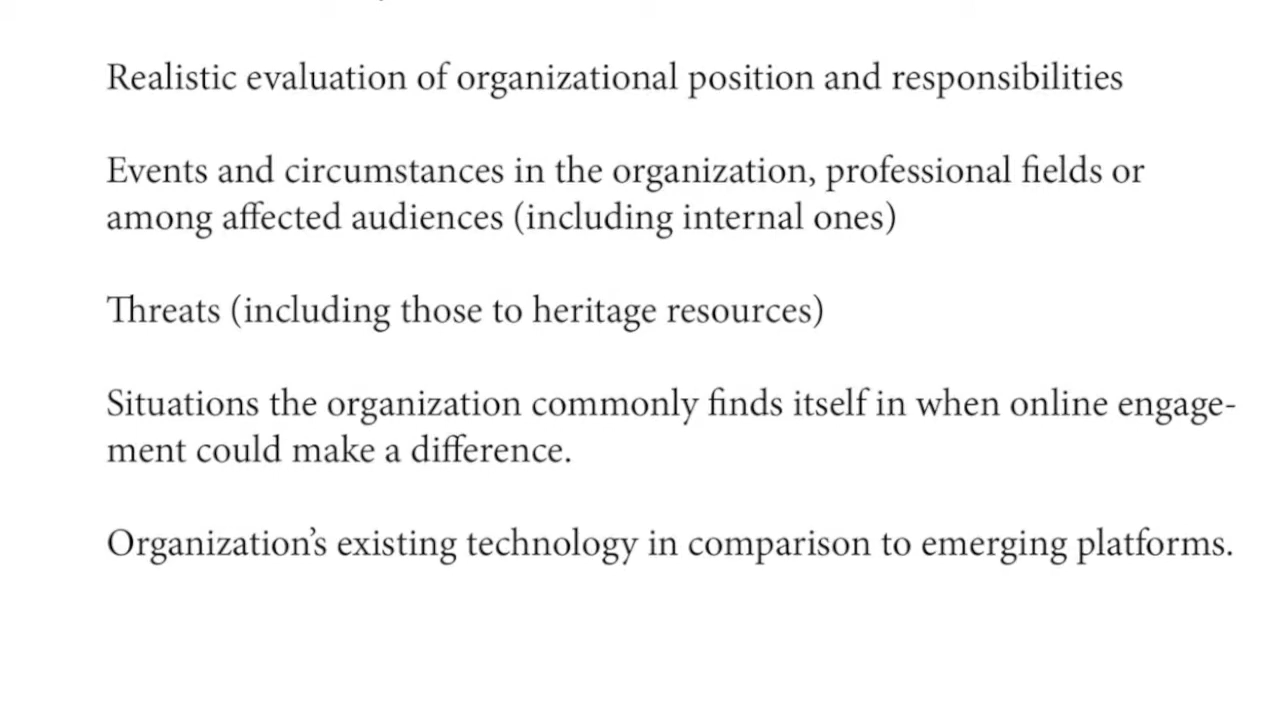 Realistic evaluation of organizational position and responsibilities
Events and circumstances in the organization, professional fields or
among affected audiences (including internal ones)
Threats (including those to heritage resources)
Situations the organization commonly finds itself in when online engage-
ment could make a difference.
Organization’s existing technology in comparison to emerging platforms.